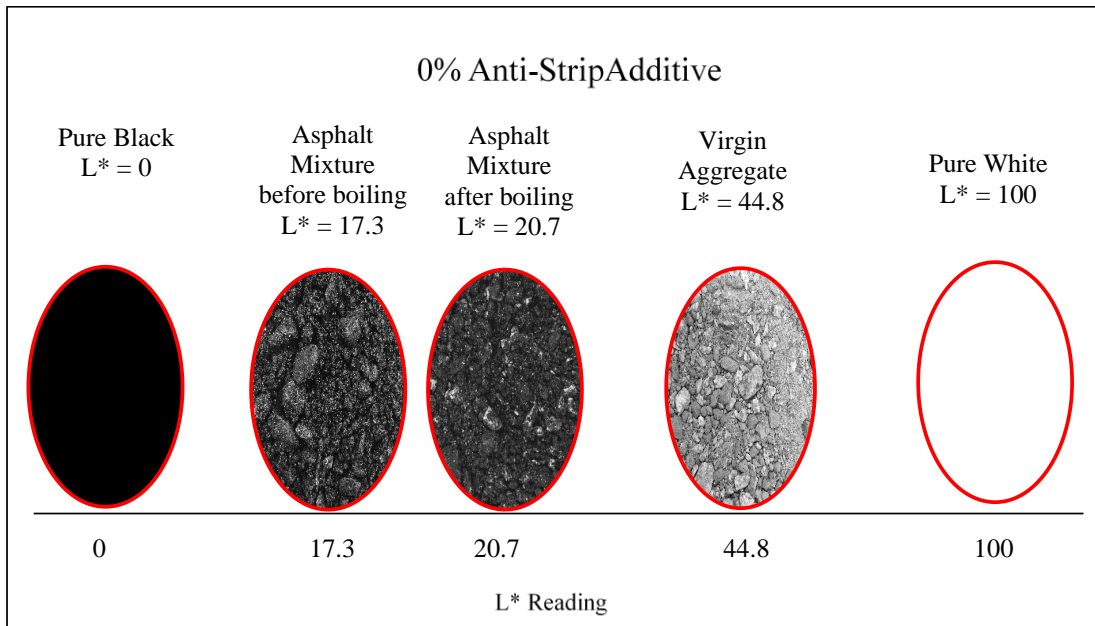 0% Anti-StripAdditive
Pure Black
L* = 0
Asphalt
Mixture
before boiling
L* = 17.3
Asphalt
Mixture
after boiling
L* = 20.7
Virgin
Aggregate
L* = 44.8
Pure White
L* = 100
0
17.3
20.7
44.8
100
L* Reading